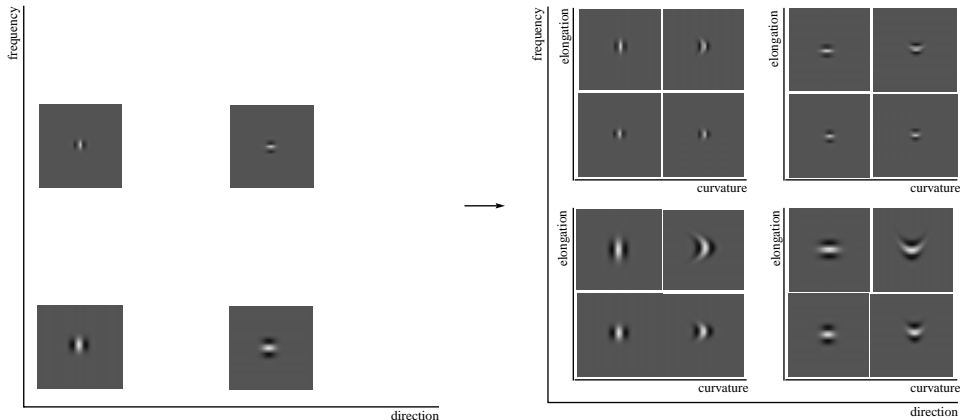 frequency
direction
frequency
elongation
curvature
elongation
curvature
elongation
curvature
elongation
curvature
direction